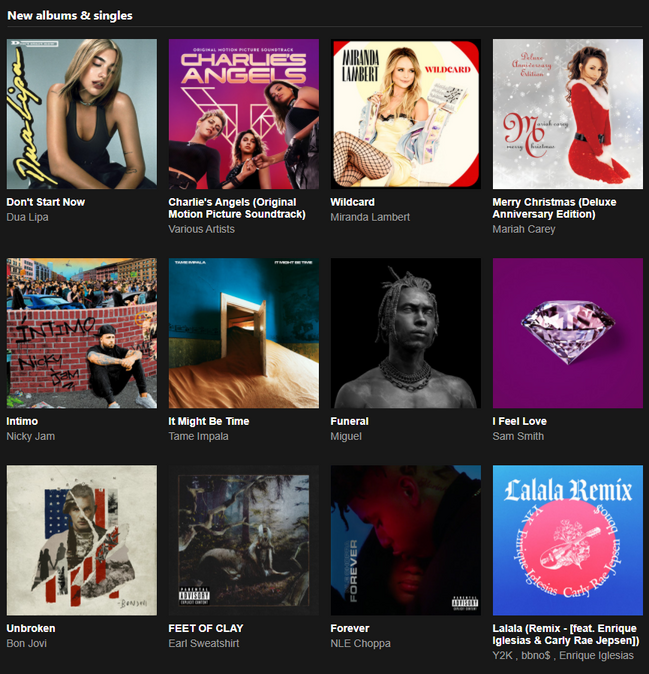 New albums & singles
Dua Lipa
Don't Start Now
Dua Lipa
ORIGINAL MOTION PICTURE SOUNDTRACK
CHARLIE'S
ANGELS
Charlie's Angels (Original
Motion Picture Soundtrack)
Various Artists
MIRANDA
LAMBERT
WILDCARD
Wildcard
Miranda Lambert
Deluxe
Anniversary
Edition
Mariah Carey
merry Christmas
Merry Christmas (Deluxe
Anniversary Edition)
Mariah Carey
ÍNTIMO
Nicky
Jam
Intimo
Nicky Jam
TAME IMPALA
IT MIGHT BE TIME
It Might Be Time
Tame Impala
Funeral
Miguel
I Feel Love
Sam Smith
BON JOVI
Unbroken
Bon Jovi
PARENTAL
ADVISORY
EXPLICIT CONTENT
FEET OF CLAY
Earl Sweatshirt
FOREVER
PARENTAL
ADVISORY
EXPLICIT CONTENT
Forever
NLE Choppa
Lalala Remix
Y2K bbno$ Enrique Iglesias Carly Rae Jepsen
Lalala (Remix - [feat. Enrique
Iglesias & Carly Rae Jepsen])
Y2K , bbno$ , Enrique Iglesias